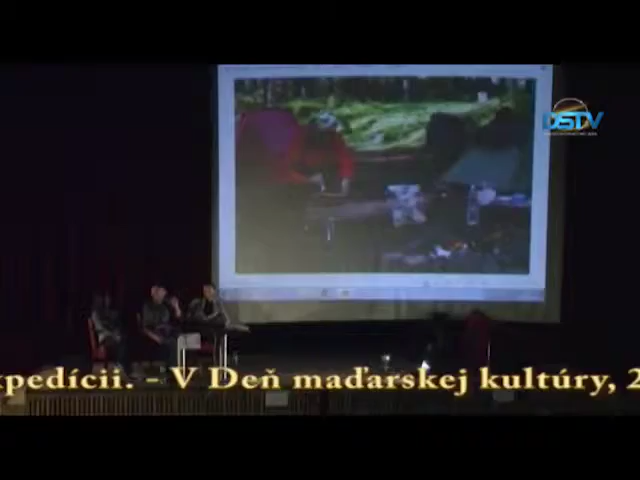 DSTV
xpedícii. - V Deň maďarskej kultúry, 2